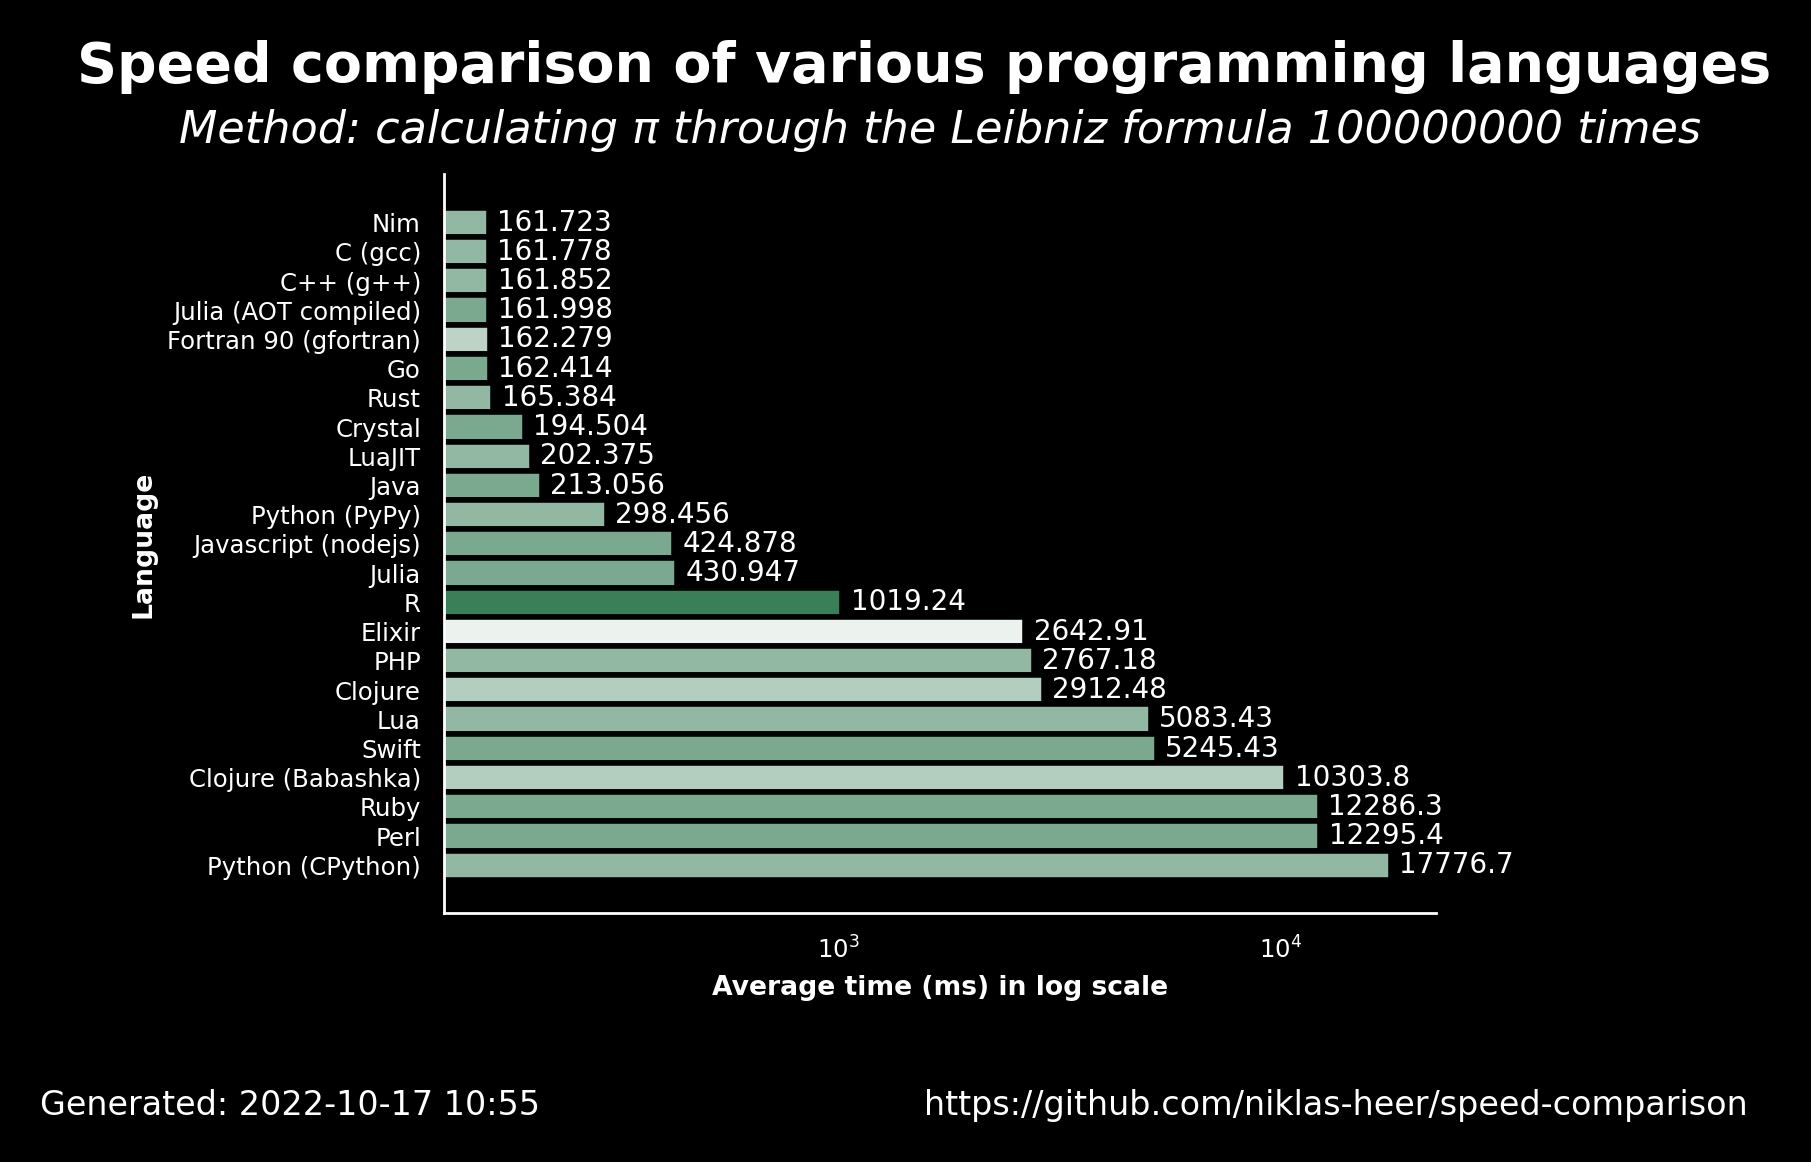 Speed comparison of various programming languages
Method: calculating π through the Leibniz formula 100000000 times
Language
Nim 161.723
C (gcc) 161.778
C++ (g++) 161.852
Julia (AOT compiled) 161.998
Fortran 90 (gfortran) 162.279
Go 162.414
Rust 165.384
Crystal 194.504
LuaJIT 202.375
Java 213.056
Python (PyPy) 298.456
Javascript (nodejs) 424.878
Julia 430.947
R 1019.24
Elixir 2642.91
PHP 2767.18
Clojure 2912.48
Lua 5083.43
Swift 5245.43
Clojure (Babashka) 10303.8
Ruby 12286.3
Perl 12295.4
Python (CPython) 17776.7
10³ 10⁴
Average time (ms) in log scale
Generated: 2022-10-17 10:55 https://github.com/niklas-heer/speed-comparison